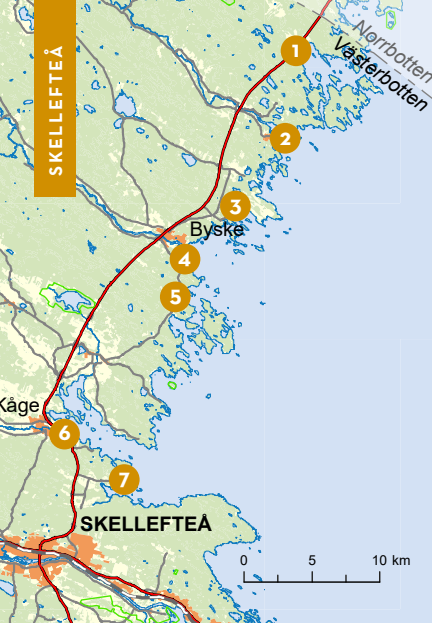 SKELLEFTEÅ
Norrbotten
Västerbotten
1
2
3
Byske
4
5
Kåge
6
7
SKELLEFTEÅ
0 5 10 km